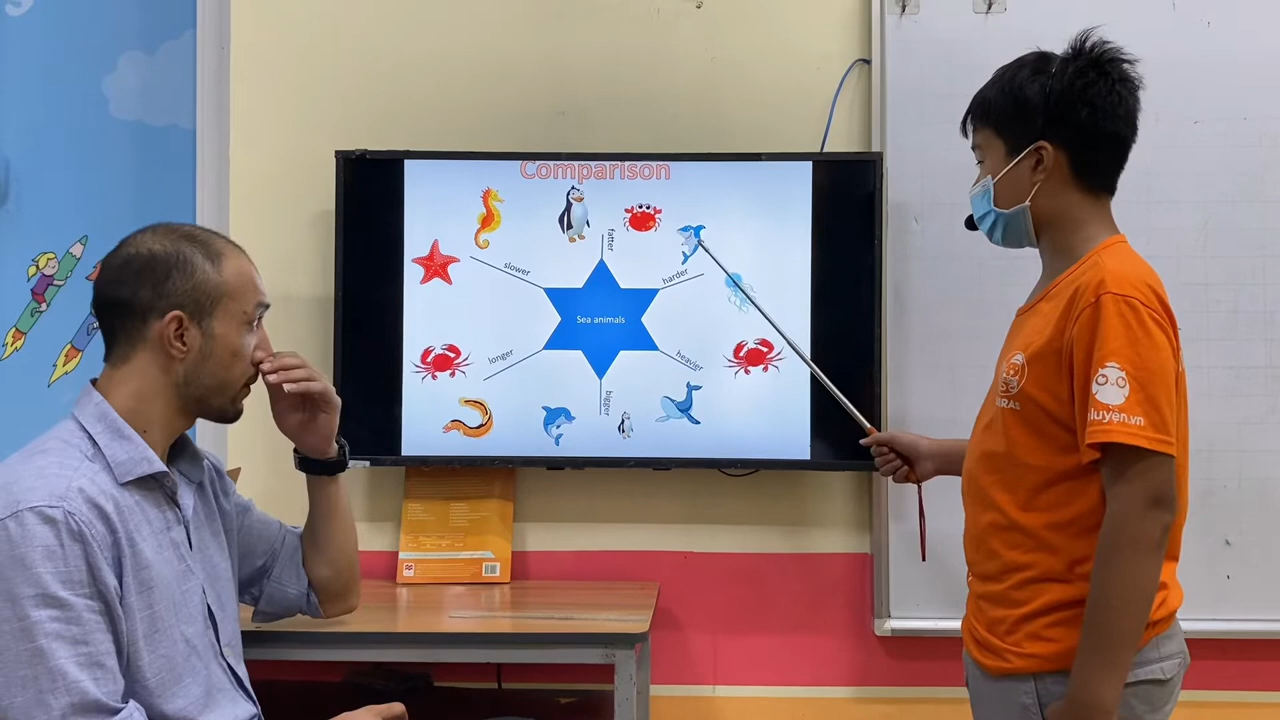 Comparison
slower
fatter
harder
Sea animals
longer
bigger
heavier
luyện.vn